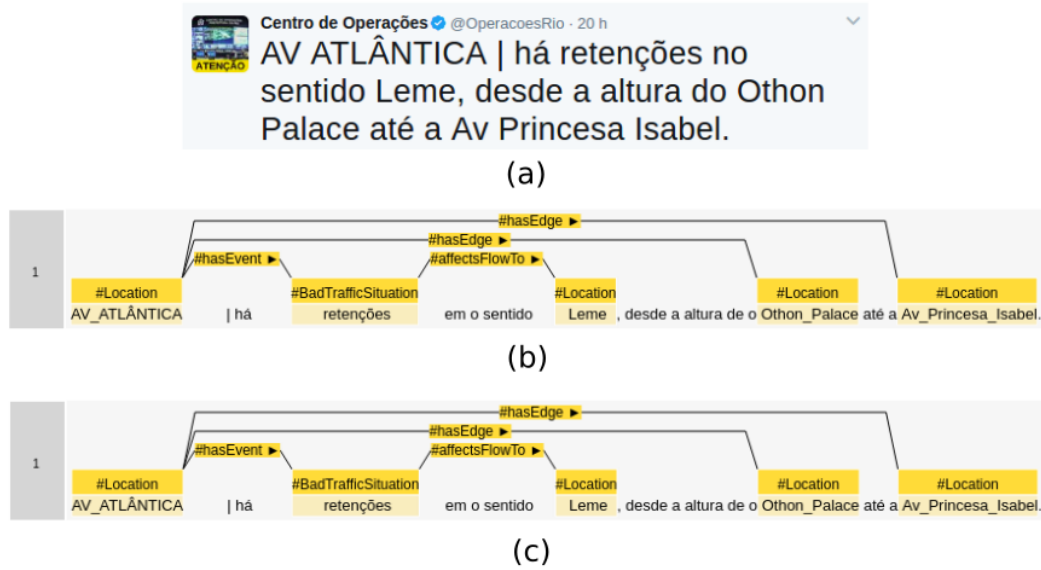 Centro de Operações @OperacoesRio · 20 h
ATENÇÃO
AV ATLÂNTICA | há retenções no
sentido Leme, desde a altura do Othon
Palace até a Av Princesa Isabel.
(a)
#hasEdge ►
#hasEdge ►
#hasEvent ► #affectsFlowTo ►
1
#Location #BadTrafficSituation #Location #Location #Location
AV_ATLÂNTICA | há retenções em o sentido Leme , desde a altura de o Othon_Palace até a Av_Princesa_Isabel.
(b)
#hasEdge ►
#hasEdge ►
#hasEvent ► #affectsFlowTo ►
1
#Location #BadTrafficSituation #Location #Location #Location
AV_ATLÂNTICA | há retenções em o sentido Leme , desde a altura de o Othon_Palace até a Av_Princesa_Isabel.
(c)